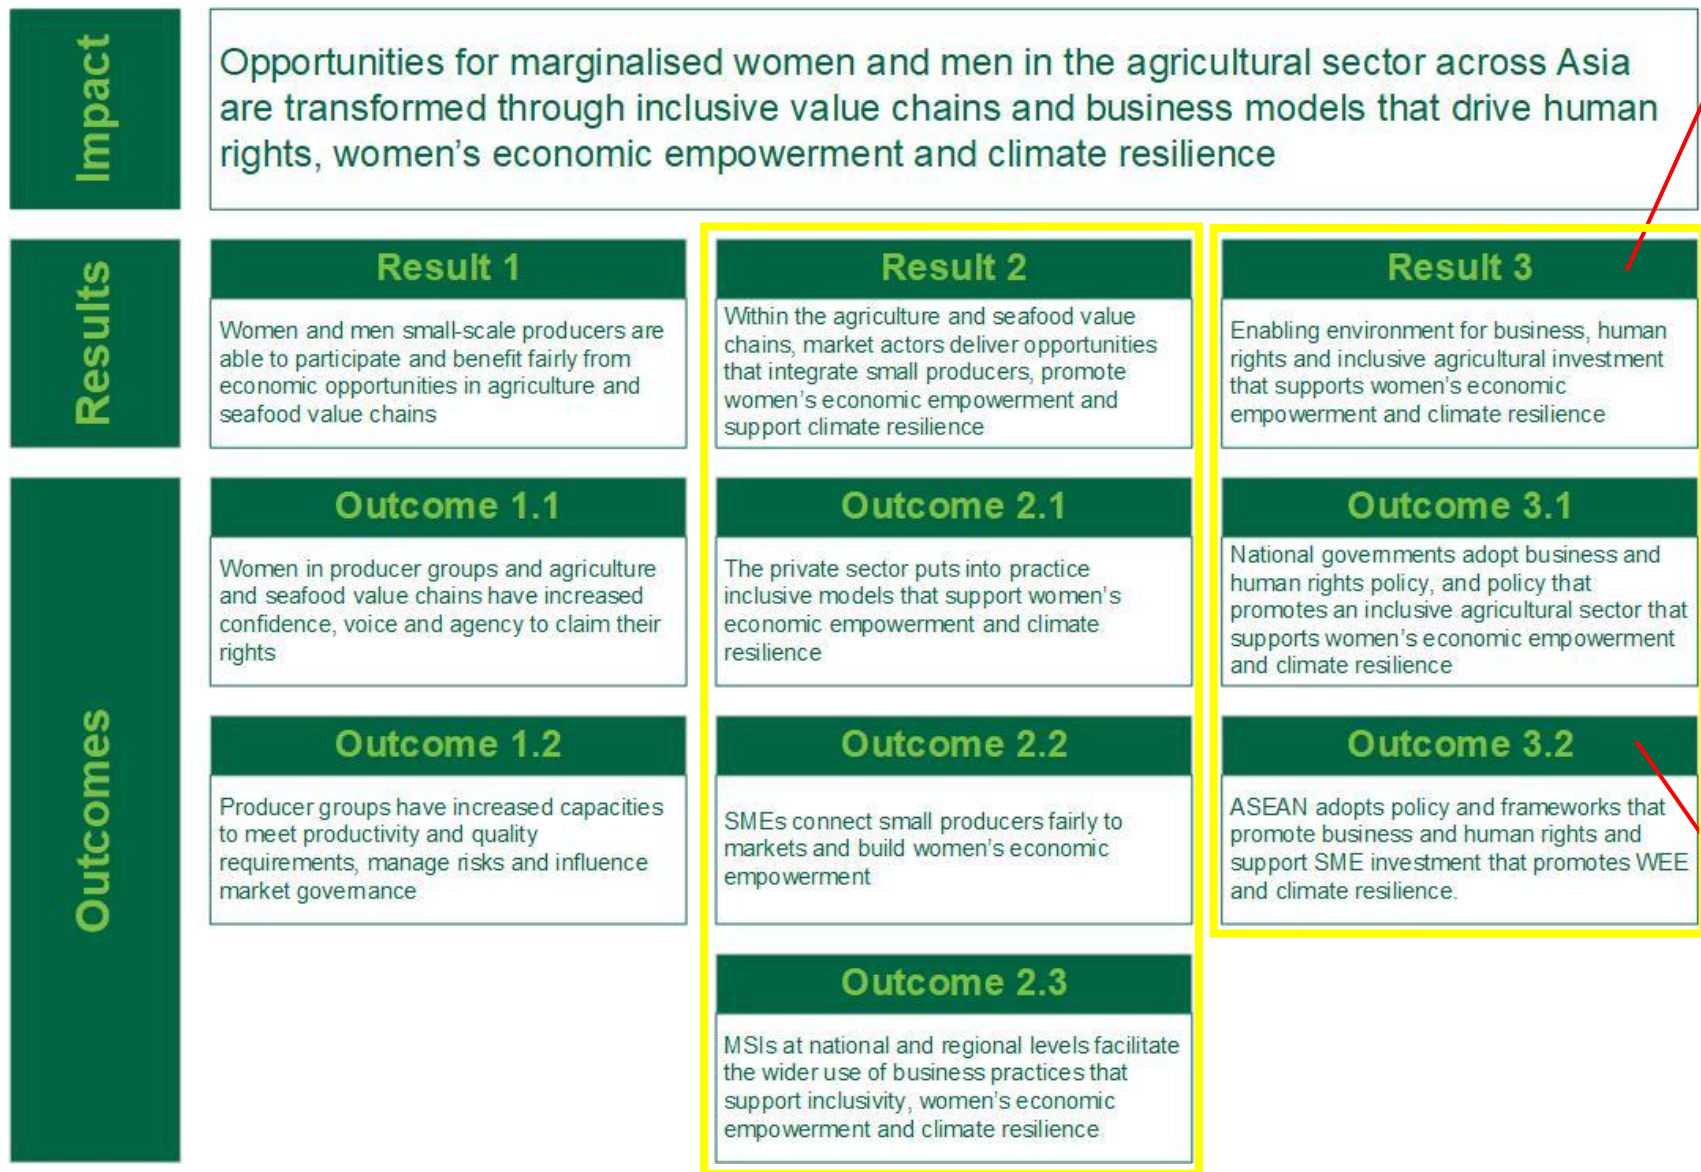 Impact
Opportunities for marginalised women and men in the agricultural sector across Asia
are transformed through inclusive value chains and business models that drive human
rights, women's economic empowerment and climate resilience
Results
Result 1
Women and men small-scale producers are
able to participate and benefit fairly from
economic opportunities in agriculture and
seafood value chains
Result 2
Within the agriculture and seafood value
chains, market actors deliver opportunities
that integrate small producers, promote
women's economic empowerment and
support climate resilience
Result 3
Enabling environment for business, human
rights and inclusive agricultural investment
that supports women's economic
empowerment and climate resilience
Outcomes
Outcome 1.1
Women in producer groups and agriculture
and seafood value chains have increased
confidence, voice and agency to claim their
rights
Outcome 2.1
The private sector puts into practice
inclusive models that support women's
economic empowerment and climate
resilience
Outcome 3.1
National governments adopt business and
human rights policy, and policy that
promotes an inclusive agricultural sector that
supports women's economic empowerment
and climate resilience
Outcome 1.2
Producer groups have increased capacities
to meet productivity and quality
requirements, manage risks and influence
market governance
Outcome 2.2
SMEs connect small producers fairly to
markets and build women's economic
empowerment
Outcome 3.2
ASEAN adopts policy and frameworks that
promote business and human rights and
support SME investment that promotes WEE
and climate resilience.
Outcome 2.3
MSIs at national and regional levels facilitate
the wider use of business practices that
support inclusivity, women's economic
empowerment and climate resilience